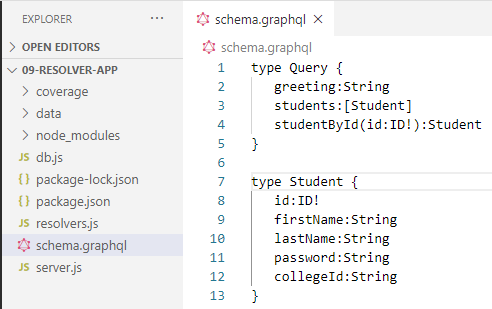 EXPLORER
OPEN EDITORS
09-RESOLVER-APP
coverage
data
node_modules
JS db.js
{} package-lock.json
{} package.json
JS resolvers.js
schema.graphql
JS server.js
schema.graphql ×
schema.graphql
1 type Query {
2 greeting:String
3 students:[Student]
4 studentById(id:ID!):Student
5 }
6
7 type Student {
8 id:ID!
9 firstName:String
10 lastName:String
11 password:String
12 collegeId:String
13 }